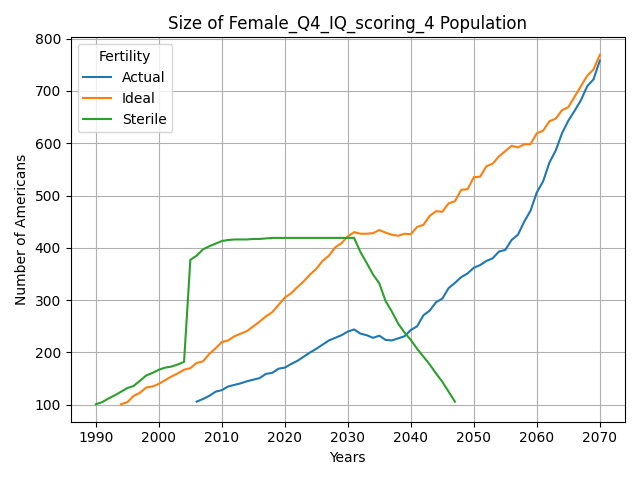 Size of Female_Q4_IQ_scoring_4 Population
Fertility
Actual
Ideal
Sterile
Number of Americans
800
700
600
500
400
300
200
100
1990 2000 2010 2020 2030 2040 2050 2060 2070
Years